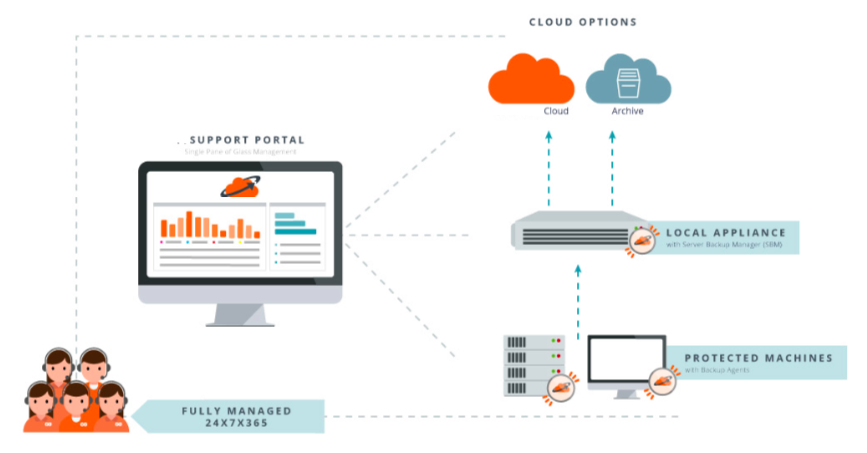 CLOUD OPTIONS
Cloud
Archive
. . SUPPORT PORTAL
Single Pane of Glass Management
LOCAL APPLIANCE
with Server Backup Manager (SBM)
PROTECTED MACHINES
with Backup Agents
FULLY MANAGED
24X7X365